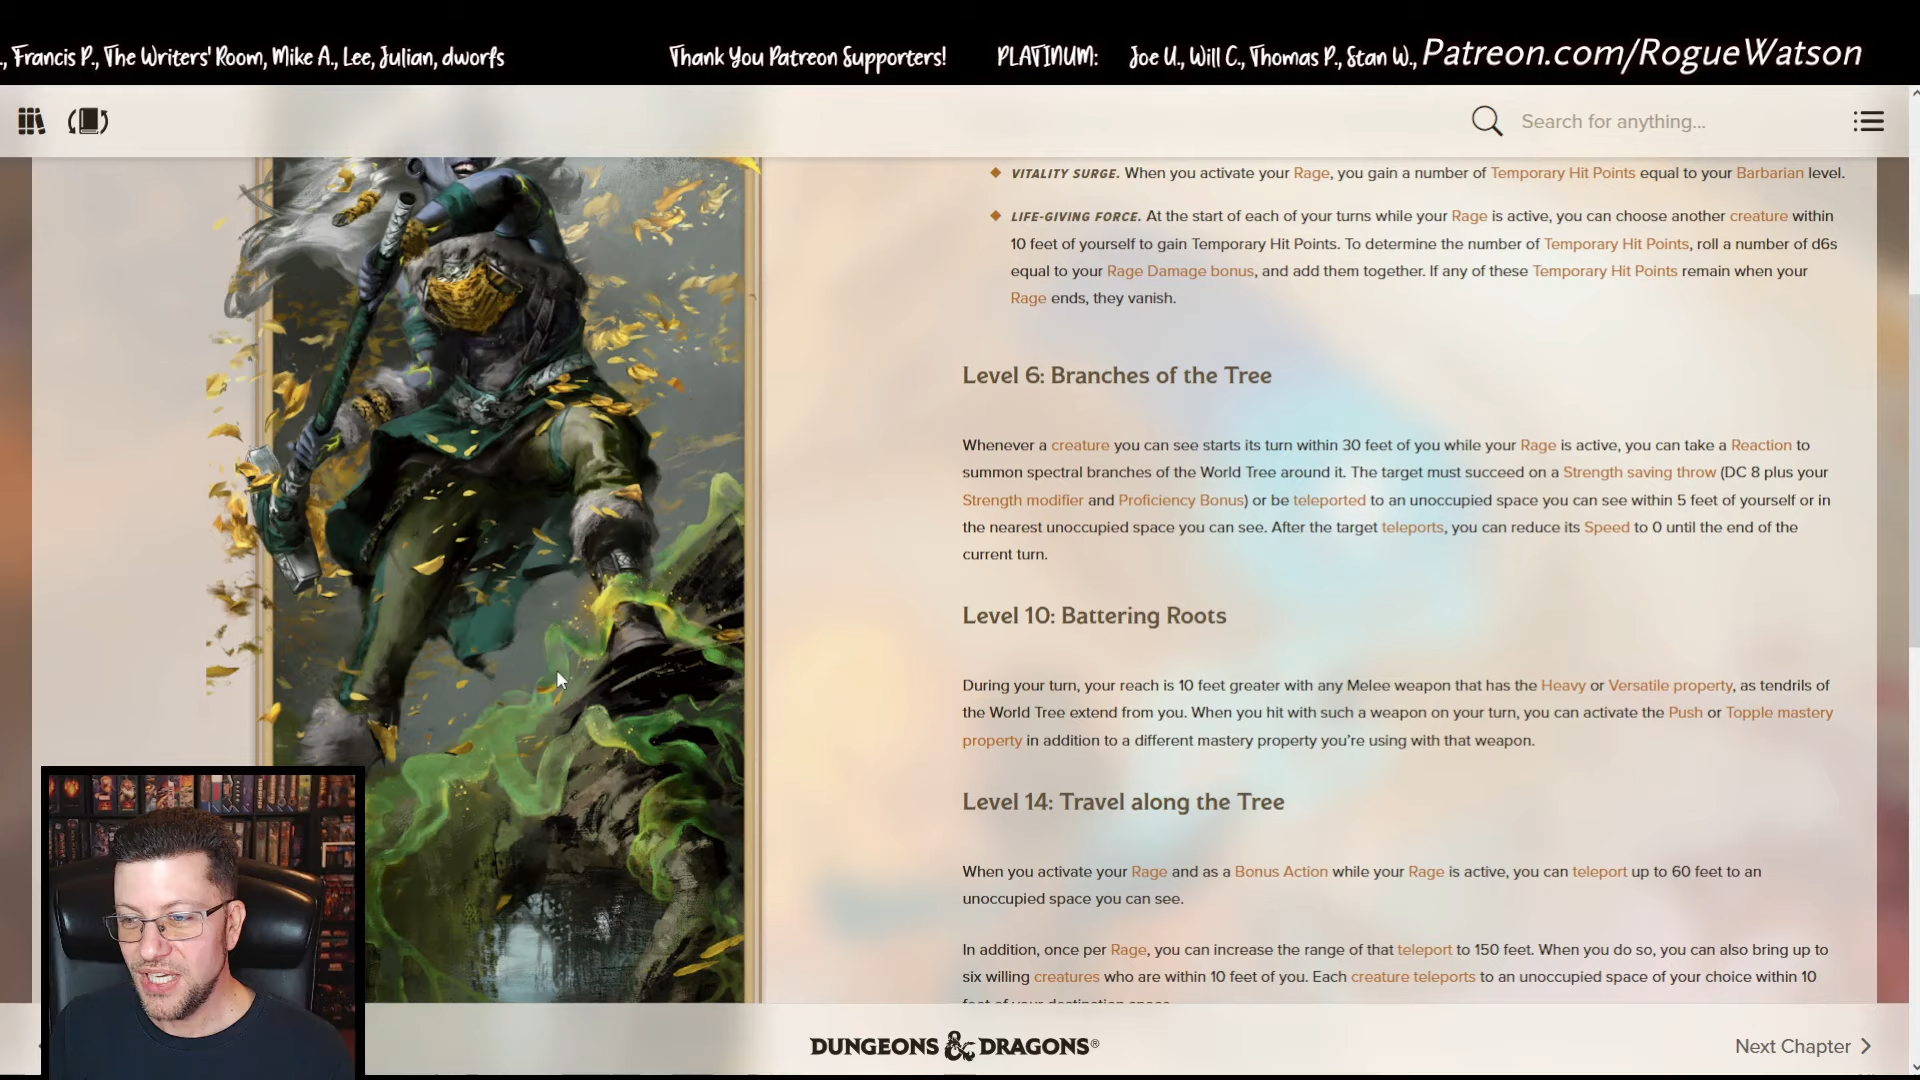 ., Francis P., The Writers' Room, Mike A., Lee, Julian, dworfs Thank You Patreon Supporters! PLATINUM: Joe U., Will C., Thomas P., Stan W., Patreon.com/RogueWatson
Search for anything...
VITALITY SURGE. When you activate your Rage, you gain a number of Temporary Hit Points equal to your Barbarian level.
LIFE-GIVING FORCE. At the start of each of your turns while your Rage is active, you can choose another creature within
10 feet of yourself to gain Temporary Hit Points. To determine the number of Temporary Hit Points, roll a number of d6s
equal to your Rage Damage bonus, and add them together. If any of these Temporary Hit Points remain when your
Rage ends, they vanish.
Level 6: Branches of the Tree
Whenever a creature you can see starts its turn within 30 feet of you while your Rage is active, you can take a Reaction to
summon spectral branches of the World Tree around it. The target must succeed on a Strength saving throw (DC 8 plus your
Strength modifier and Proficiency Bonus) or be teleported to an unoccupied space you can see within 5 feet of yourself or in
the nearest unoccupied space you can see. After the target teleports, you can reduce its Speed to 0 until the end of the
current turn.
Level 10: Battering Roots
During your turn, your reach is 10 feet greater with any Melee weapon that has the Heavy or Versatile property, as tendrils of
the World Tree extend from you. When you hit with such a weapon on your turn, you can activate the Push or Topple mastery
property in addition to a different mastery property you're using with that weapon.
Level 14: Travel along the Tree
When you activate your Rage and as a Bonus Action while your Rage is active, you can teleport up to 60 feet to an
unoccupied space you can see.
In addition, once per Rage, you can increase the range of that teleport to 150 feet. When you do so, you can also bring up to
six willing creatures who are within 10 feet of you. Each creature teleports to an unoccupied space of your choice within 10
feet of your destination space.
DUNGEONS & DRAGONS®
Next Chapter